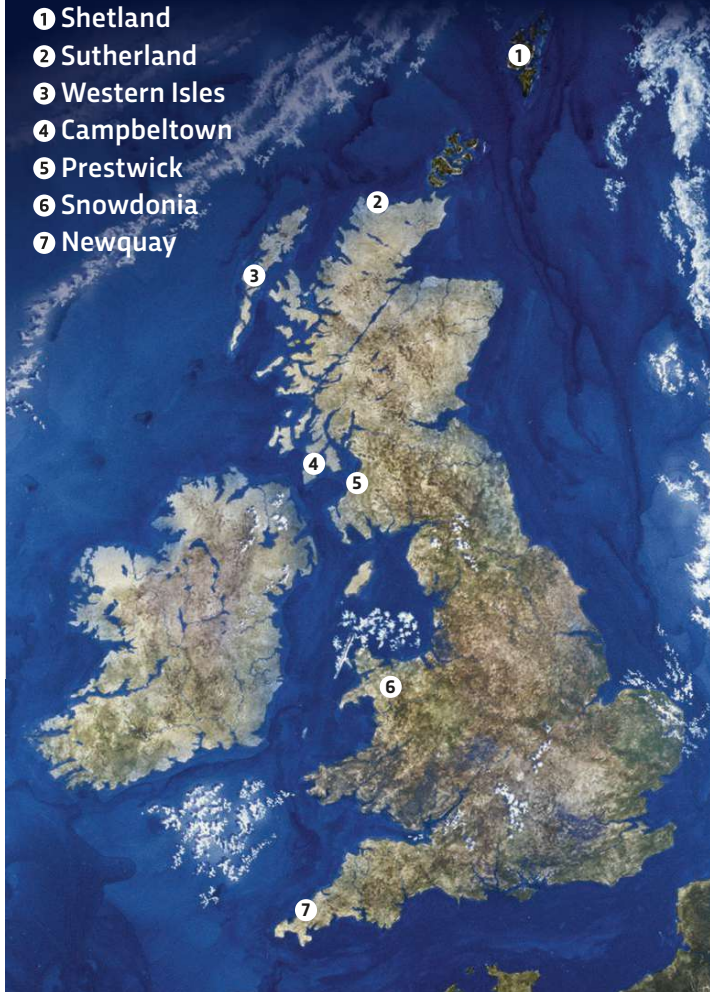 1 Shetland
2 Sutherland
3 Western Isles
4 Campbeltown
5 Prestwick
6 Snowdonia
7 Newquay
1
2
3
4
5
6
7